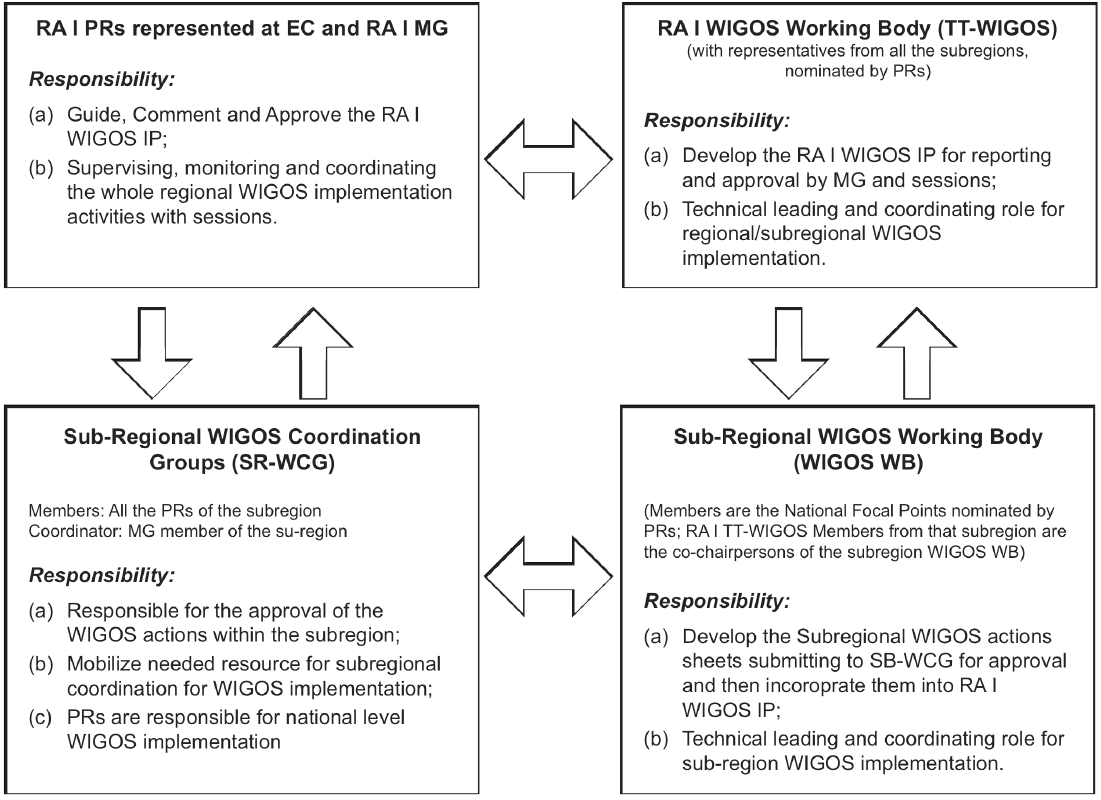 RA I PRs represented at EC and RA I MG
Responsibility:
(a) Guide, Comment and Approve the RA I
WIGOS IP;
(b) Supervising, monitoring and coordinating
the whole regional WIGOS implementation
activities with sessions.
RA I WIGOS Working Body (TT-WIGOS)
(with representatives from all the subregions,
nominated by PRs)
Responsibility:
(a) Develop the RA I WIGOS IP for reporting
and approval by MG and sessions;
(b) Technical leading and coordinating role for
regional/subregional WIGOS
implementation.
Sub-Regional WIGOS Coordination
Groups (SR-WCG)
Members: All the PRs of the subregion
Coordinator: MG member of the su-region
Responsibility:
(a) Responsible for the approval of the
WIGOS actions within the subregion;
(b) Mobilize needed resource for subregional
coordination for WIGOS implementation;
(c) PRs are responsible for national level
WIGOS implementation
Sub-Regional WIGOS Working Body
(WIGOS WB)
(Members are the National Focal Points nominated by
PRs; RA I TT-WIGOS Members from that subregion are
the co-chairpersons of the subregion WIGOS WB)
Responsibility:
(a) Develop the Subregional WIGOS actions
sheets submitting to SB-WCG for approval
and then incoroprate them into RA I
WIGOS IP;
(b) Technical leading and coordinating role for
sub-region WIGOS implementation.